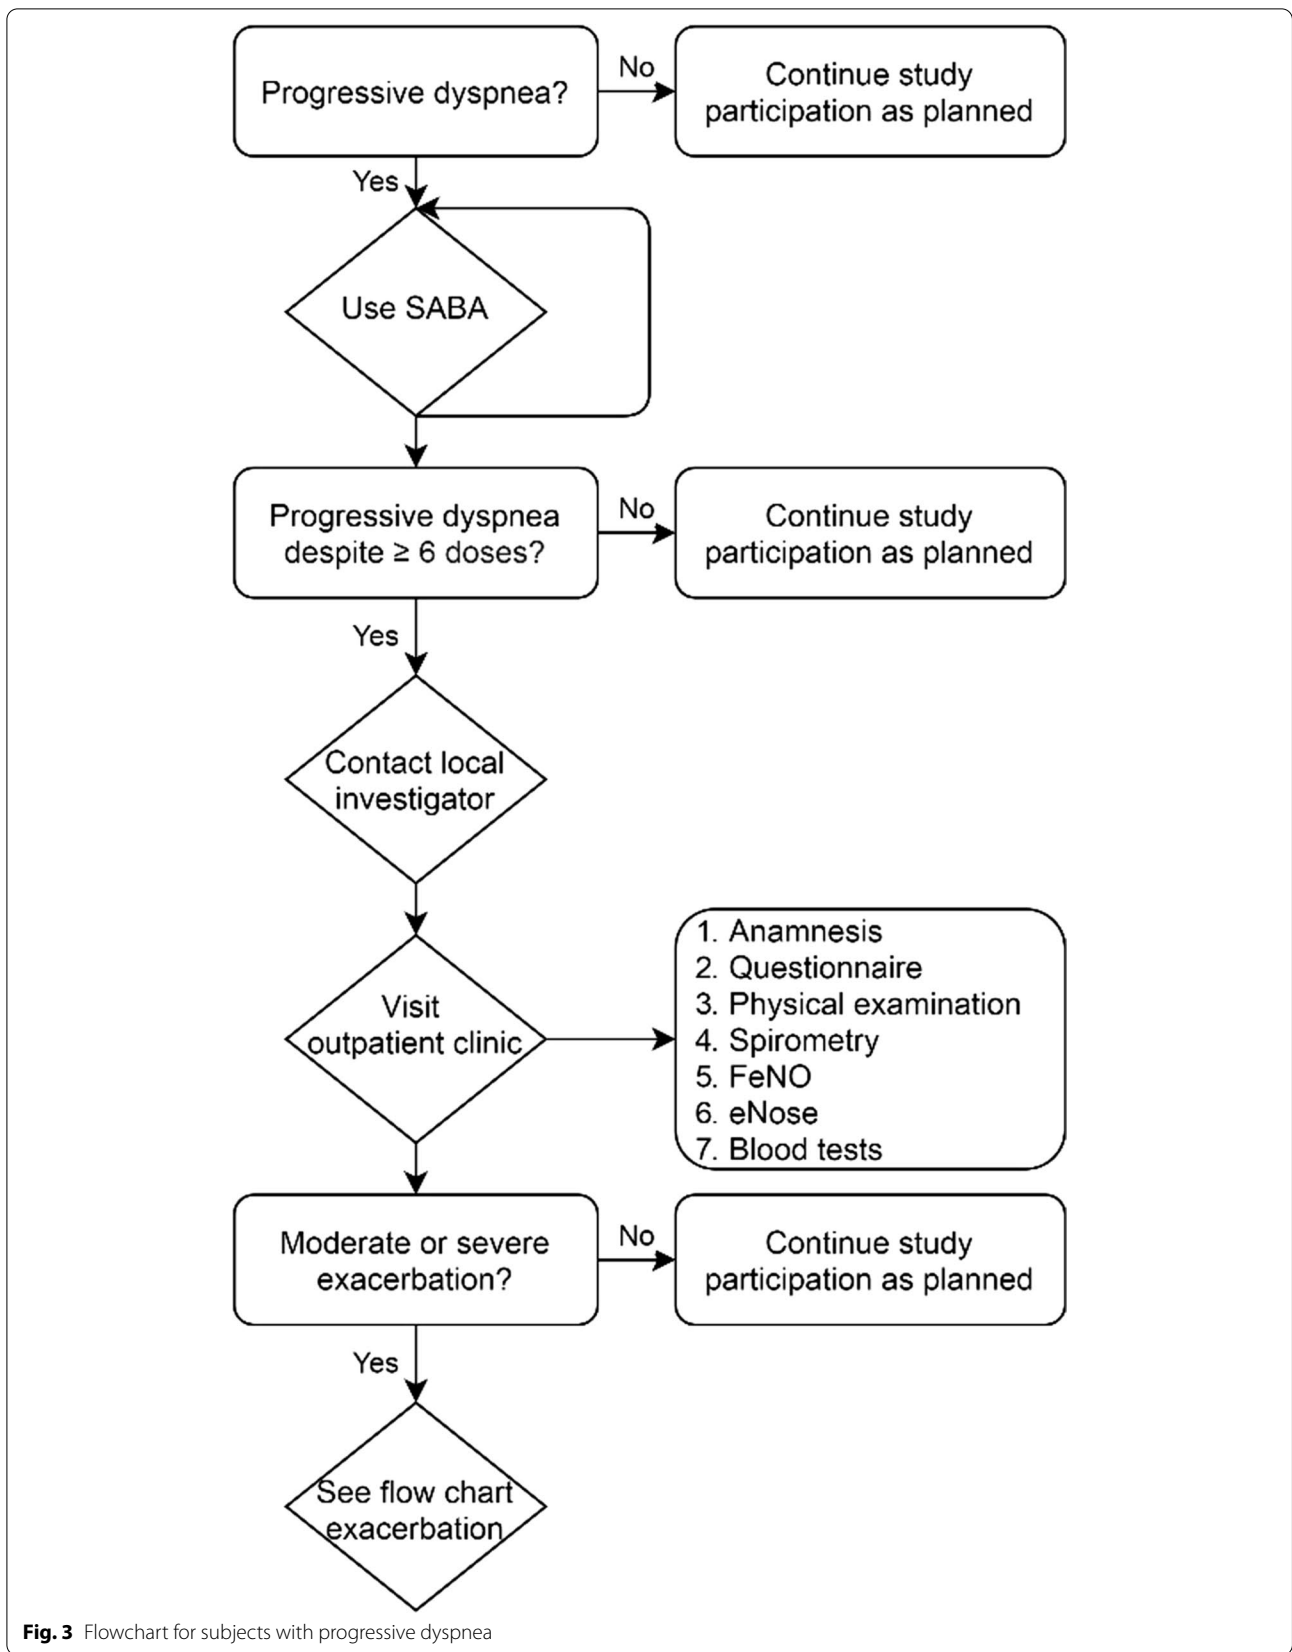 Progressive dyspnea?
No
Continue study
participation as planned
Yes
Use SABA
Progressive dyspnea
despite ≥ 6 doses?
No
Continue study
participation as planned
Yes
Contact local
investigator
Visit
outpatient clinic
1. Anamnesis
2. Questionnaire
3. Physical examination
4. Spirometry
5. FeNO
6. eNose
7. Blood tests
Moderate or severe
exacerbation?
No
Continue study
participation as planned
Yes
See flow chart
exacerbation
Fig. 3 Flowchart for subjects with progressive dyspnea